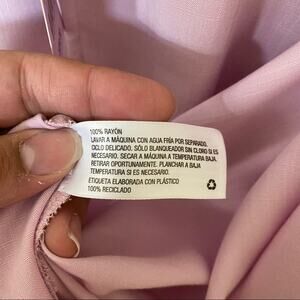 100% RAYÓN
LAVAR A MÁQUINA CON AGUA FRÍA POR SEPARADO,
CICLO DELICADO. SÓLO BLANQUEADOR SIN CLORO SI ES
NECESARIO. SECAR A MÁQUINA A TEMPERATURA BAJA.
RETIRAR OPORTUNAMENTE. PLANCHAR A BAJA
TEMPERATURA SI ES NECESARIO.
ETIQUETA ELABORADA CON PLÁSTICO
100% RECICLADO